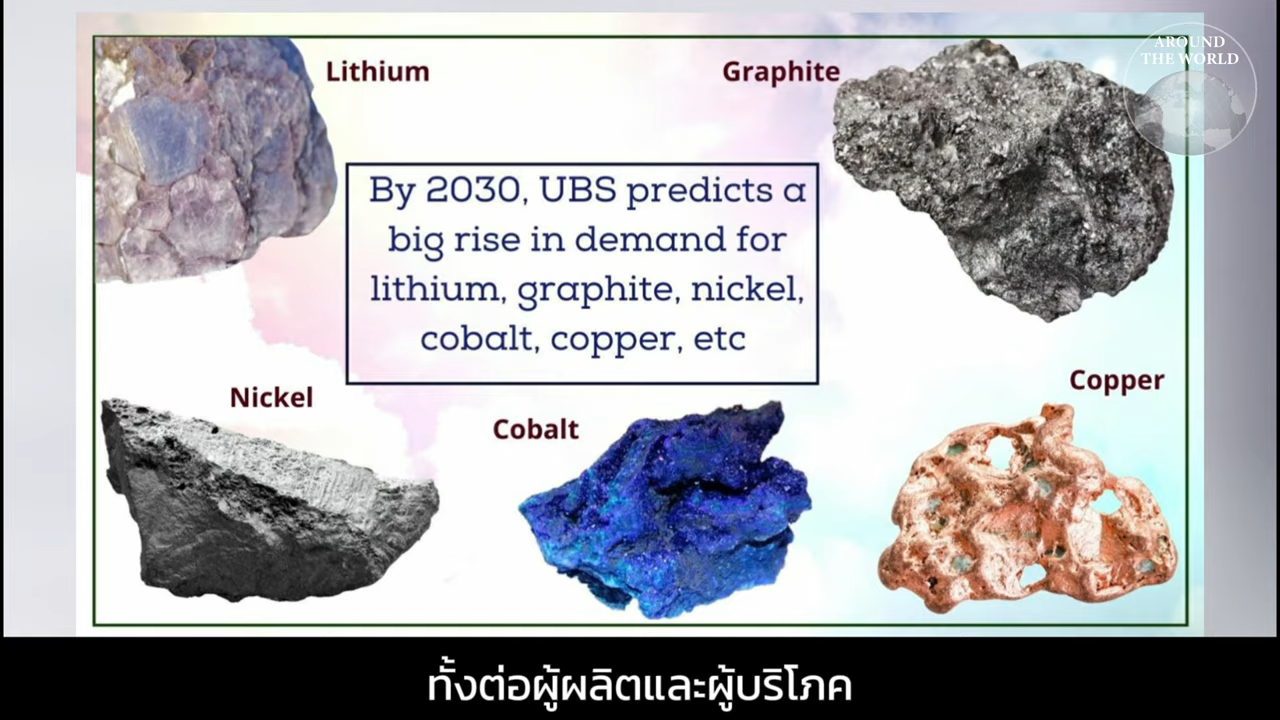 AROUND
THE WORLD
Lithium
Graphite
By 2030, UBS predicts a
big rise in demand for
lithium, graphite, nickel,
cobalt, copper, etc
Nickel
Cobalt
Copper
ทั้งต่อผู้ผลิตและผู้บริโภค